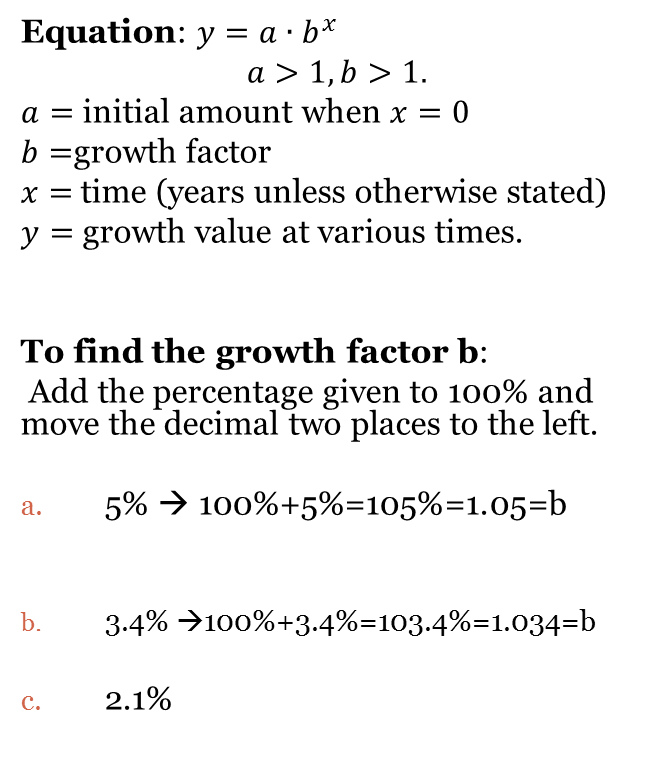 Equation: y = a · bˣ
a > 1, b > 1.
a = initial amount when x = 0
b =growth factor
x = time (years unless otherwise stated)
y = growth value at various times.
To find the growth factor b:
Add the percentage given to 100% and
move the decimal two places to the left.
a. 5% → 100%+5%=105%=1.05=b
b. 3.4% →100%+3.4%=103.4%=1.034=b
c. 2.1%